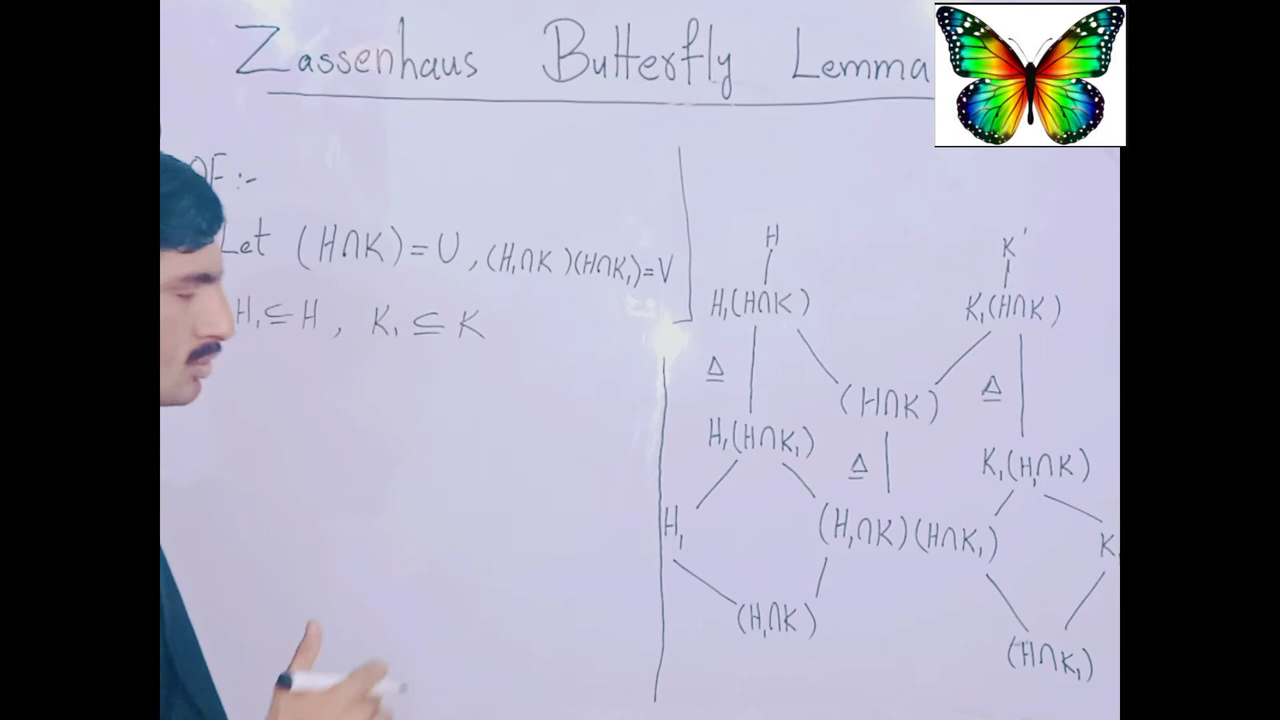 Zassenhaus Butterfly Lemma
OF :-
Let (H∩K) = U, (H₁∩K)(H∩K₁) = V
H₁ ⊆ H, K₁ ⊆ K
H
K'
H₁(H∩K)
K₁(H∩K)
Δ
Δ
(H∩K)
H₁(H∩K₁)
Δ
K₁(H₁∩K)
H₁
(H₁∩K)(H∩K₁)
K₁
(H₁∩K)
(H∩K₁)